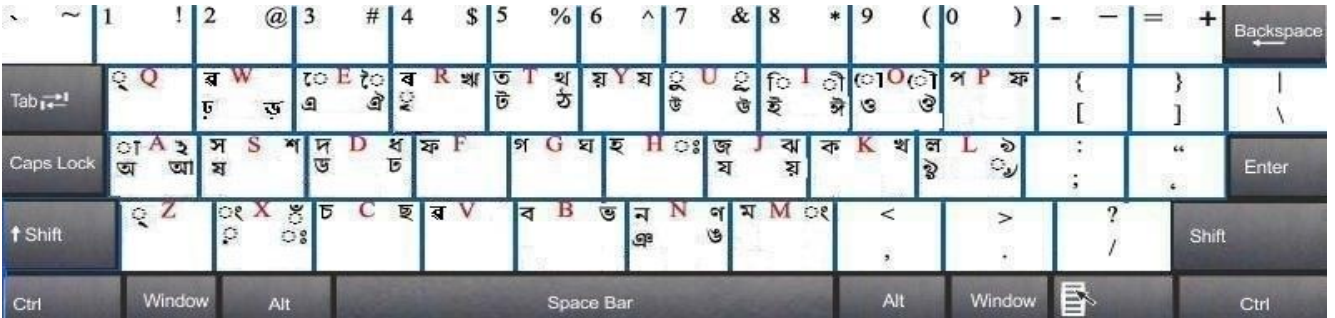 ` ~ 1 ! 2 @ 3 # 4 $ 5 % 6 ^ 7 & 8 * 9 ( 0 ) - — = + Backspace
Tab ্ Q ৱ W ে E ৈ ৰ R ঋ ত T থ য় Y য ু U ূ ি I ী ো O ৌ প P ফ { } |
ঢ় ড় এ ঐ ৃ ট ঠ উ ঊ ই ঈ ও ঔ [ ] \
Caps Lock া A ২ স S শ দ D ধ ফ F গ G ঘ হ H ঃ জ J ঝ ক K খ ল L ঌ : “ Enter
অ আ ষ ড ঢ য য় ৡ ৢ ; ‘
Shift ্ Z ং X ঁ চ C ছ ৱ V ব B ভ ন N ণ ম M ং < > ? Shift
় ঃ ঞ ঙ , . /
Ctrl Window Alt Space Bar Alt Window Ctrl